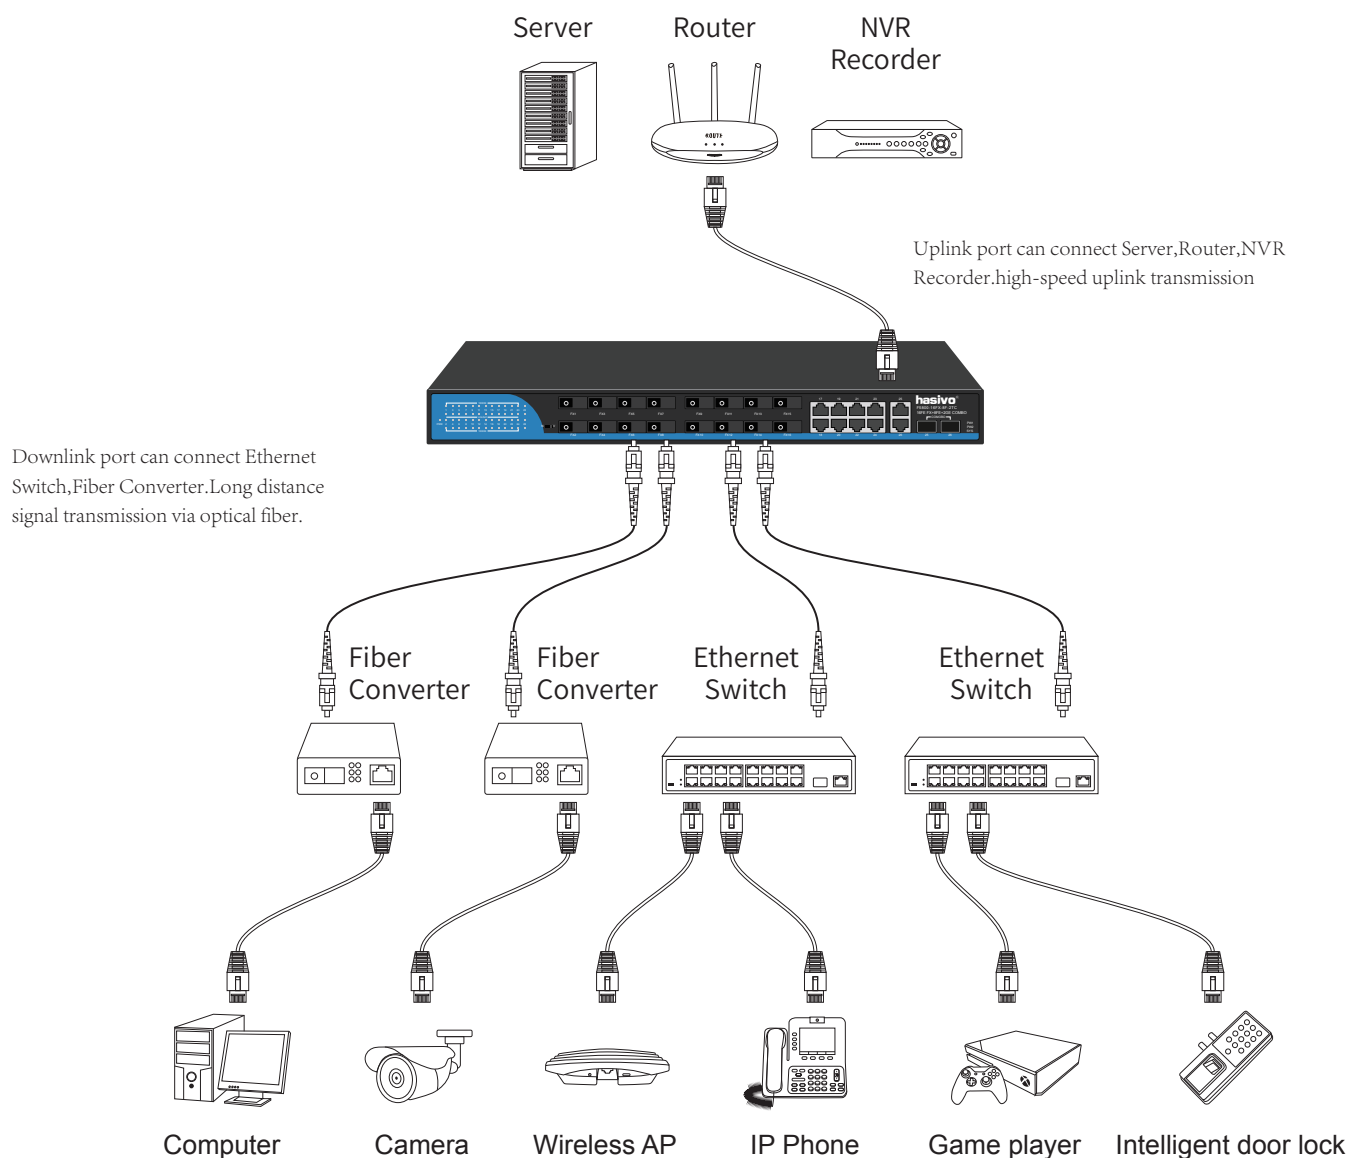 Server
Router
NVR
Recorder
ROUTE
Uplink port can connect Server,Router,NVR
Recorder.high-speed uplink transmission
hasivo
Downlink port can connect Ethernet
Switch,Fiber Converter.Long distance
signal transmission via optical fiber.
Fiber
Converter
Fiber
Converter
Ethernet
Switch
Ethernet
Switch
Computer
Camera
Wireless AP
IP Phone
Game player
Intelligent door lock